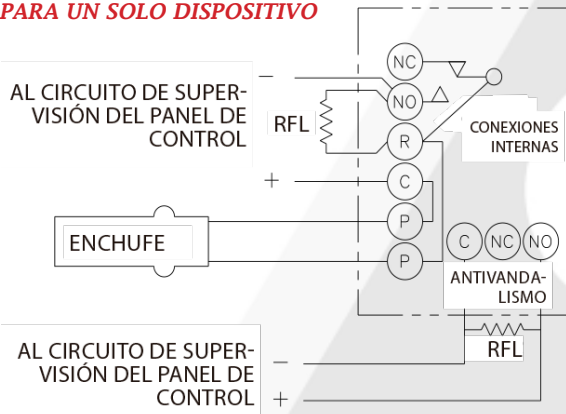 PARA UN SOLO DISPOSITIVO
AL CIRCUITO DE SUPER-
VISIÓN DEL PANEL DE
CONTROL
−
+
RFL
NC
NO
R
C
P
P
CONEXIONES
INTERNAS
ENCHUFE
C NC NO
ANTIVANDA-
LISMO
RFL
AL CIRCUITO DE SUPER-
VISIÓN DEL PANEL DE
CONTROL
−
+